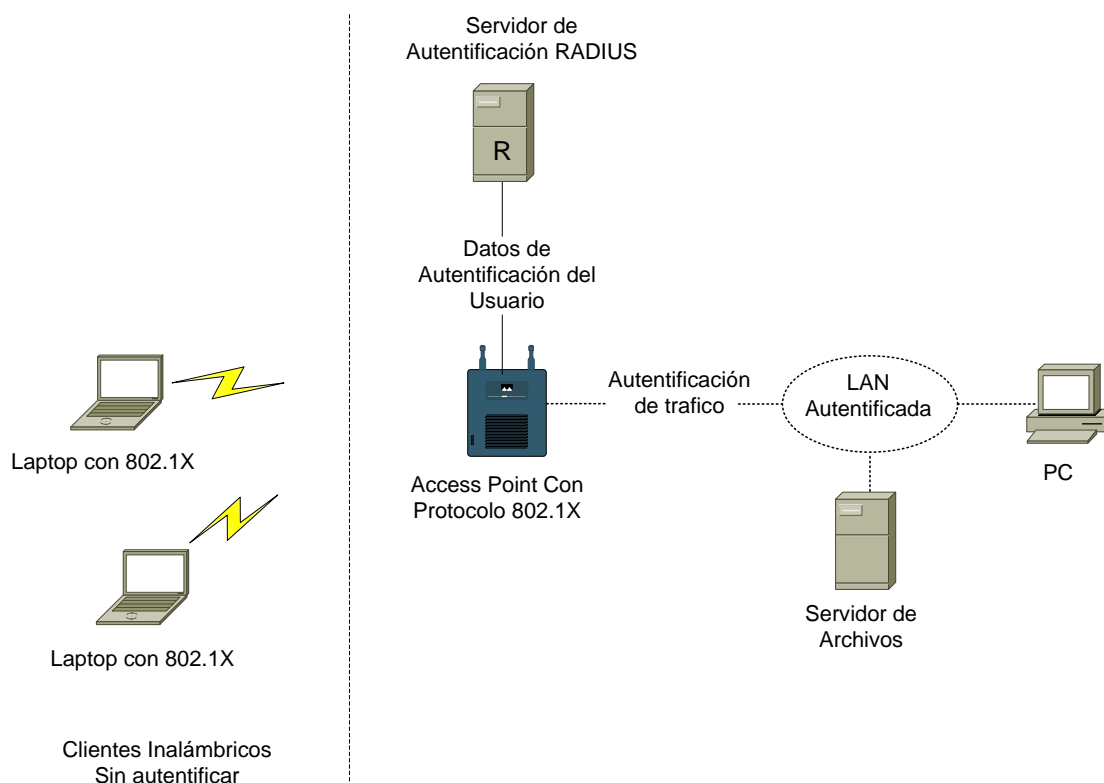 Servidor de
Autentificación RADIUS
R
Datos de
Autentificación del
Usuario
Autentificación
de trafico
LAN
Autentificada
Laptop con 802.1X
Access Point Con
Protocolo 802.1X
PC
Servidor de
Archivos
Laptop con 802.1X
Clientes Inalámbricos
Sin autentificar